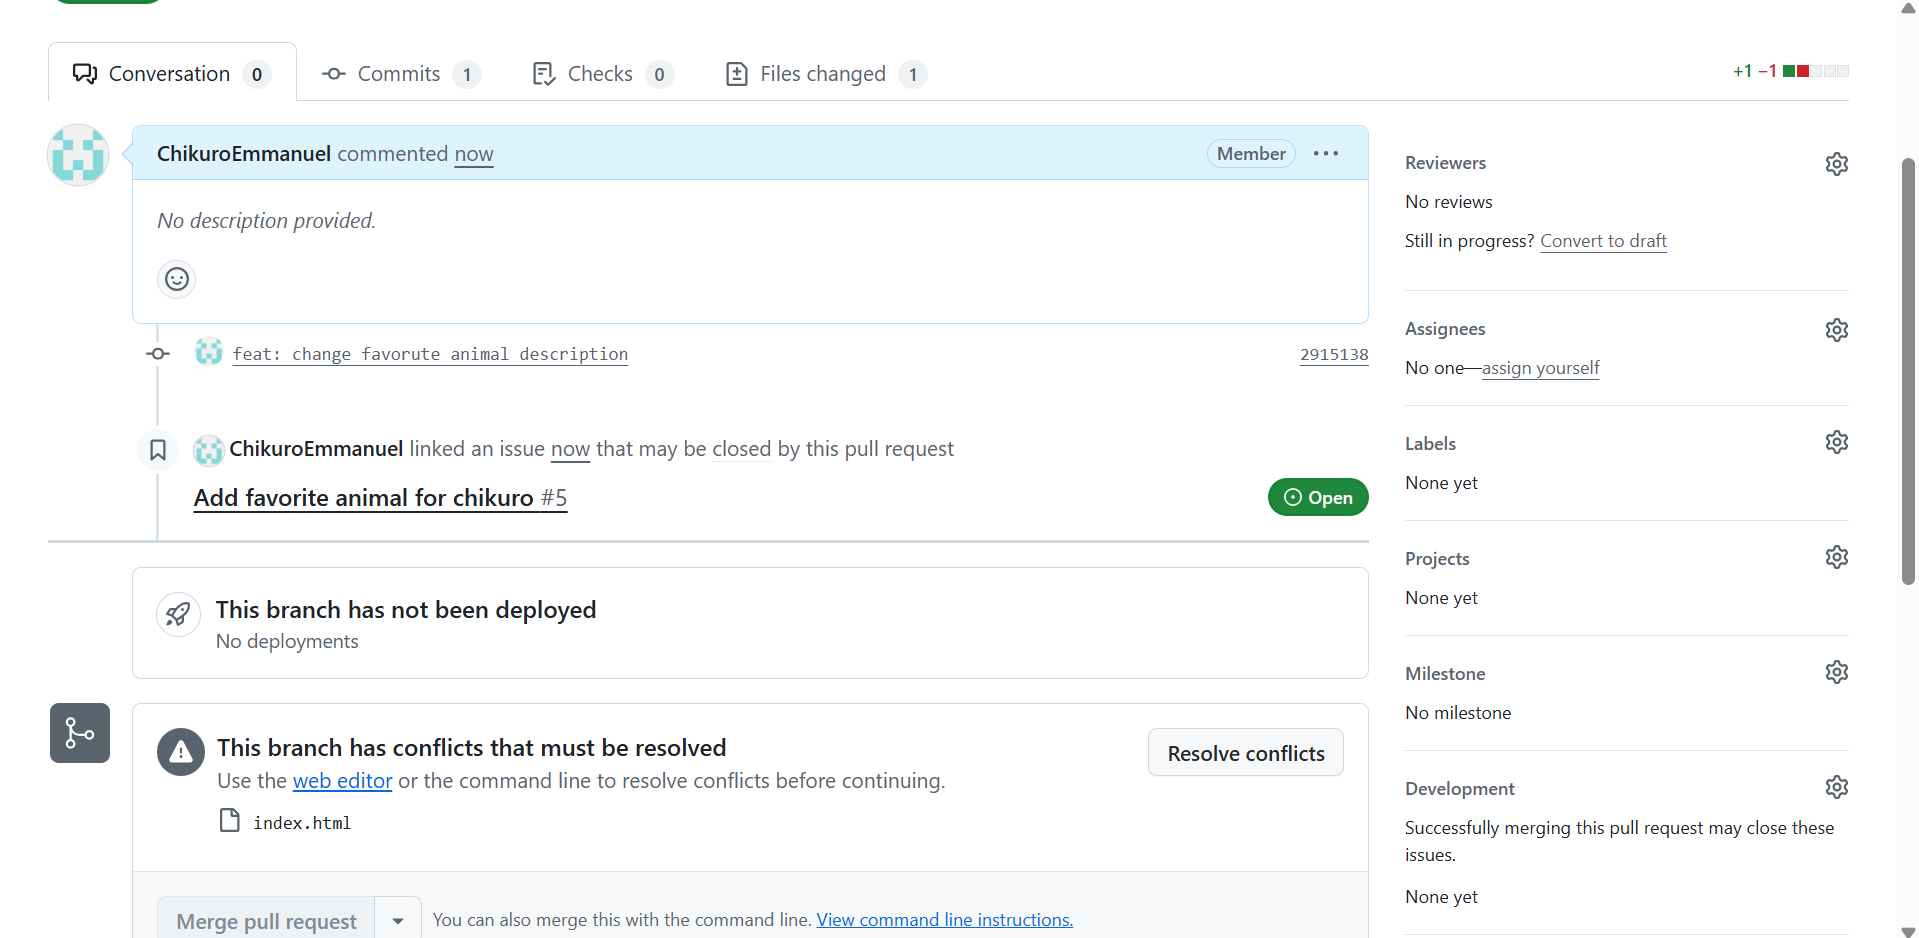 Conversation 0 Commits 1 Checks 0 Files changed 1 +1 −1
ChikuroEmmanuel commented now Member
No description provided.
feat: change favorute animal description 2915138
ChikuroEmmanuel linked an issue now that may be closed by this pull request
Add favorite animal for chikuro #5 Open
This branch has not been deployed
No deployments
This branch has conflicts that must be resolved
Use the web editor or the command line to resolve conflicts before continuing.
index.html
Resolve conflicts
Merge pull request You can also merge this with the command line. View command line instructions.
Reviewers
No reviews
Still in progress? Convert to draft
Assignees
No one—assign yourself
Labels
None yet
Projects
None yet
Milestone
No milestone
Development
Successfully merging this pull request may close these
issues.
None yet